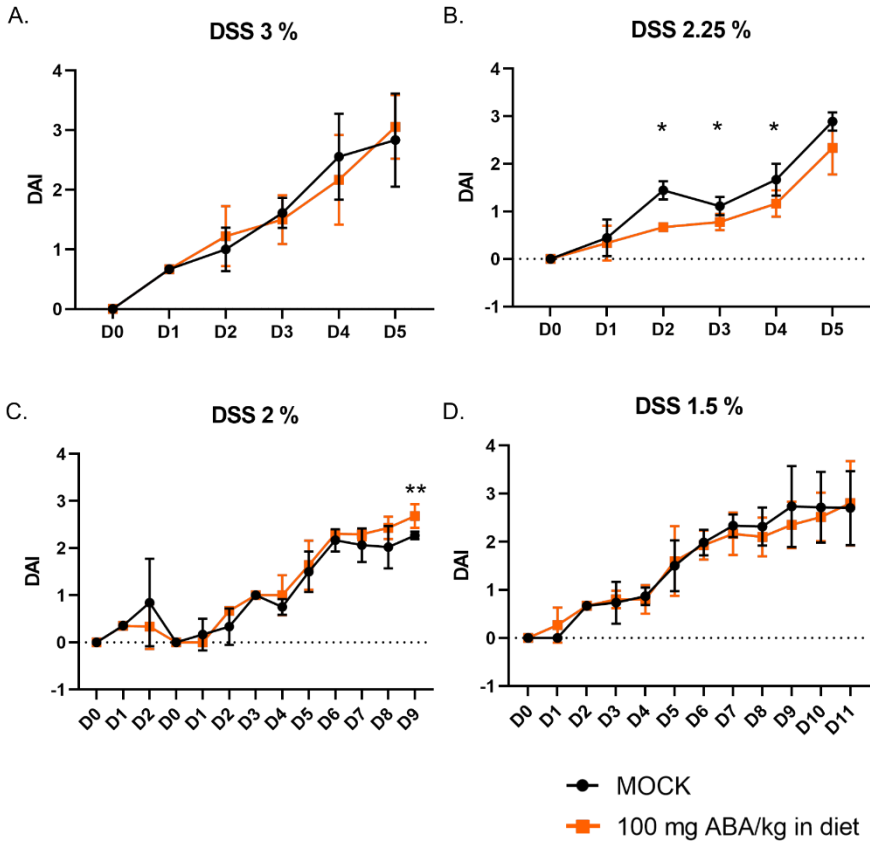 A.
DSS 3 %
DAI
4
3
2
1
0
D0 D1 D2 D3 D4 D5
B.
DSS 2.25 %
DAI
4
3
2
1
0
-1
* * *
D0 D1 D2 D3 D4 D5
C.
DSS 2 %
DAI
4
3
2
1
0
-1
**
D0 D1 D2 D0 D1 D2 D3 D4 D5 D6 D7 D8 D9
D.
DSS 1.5 %
DAI
4
3
2
1
0
-1
D0 D1 D2 D3 D4 D5 D6 D7 D8 D9 D10 D11
MOCK
100 mg ABA/kg in diet